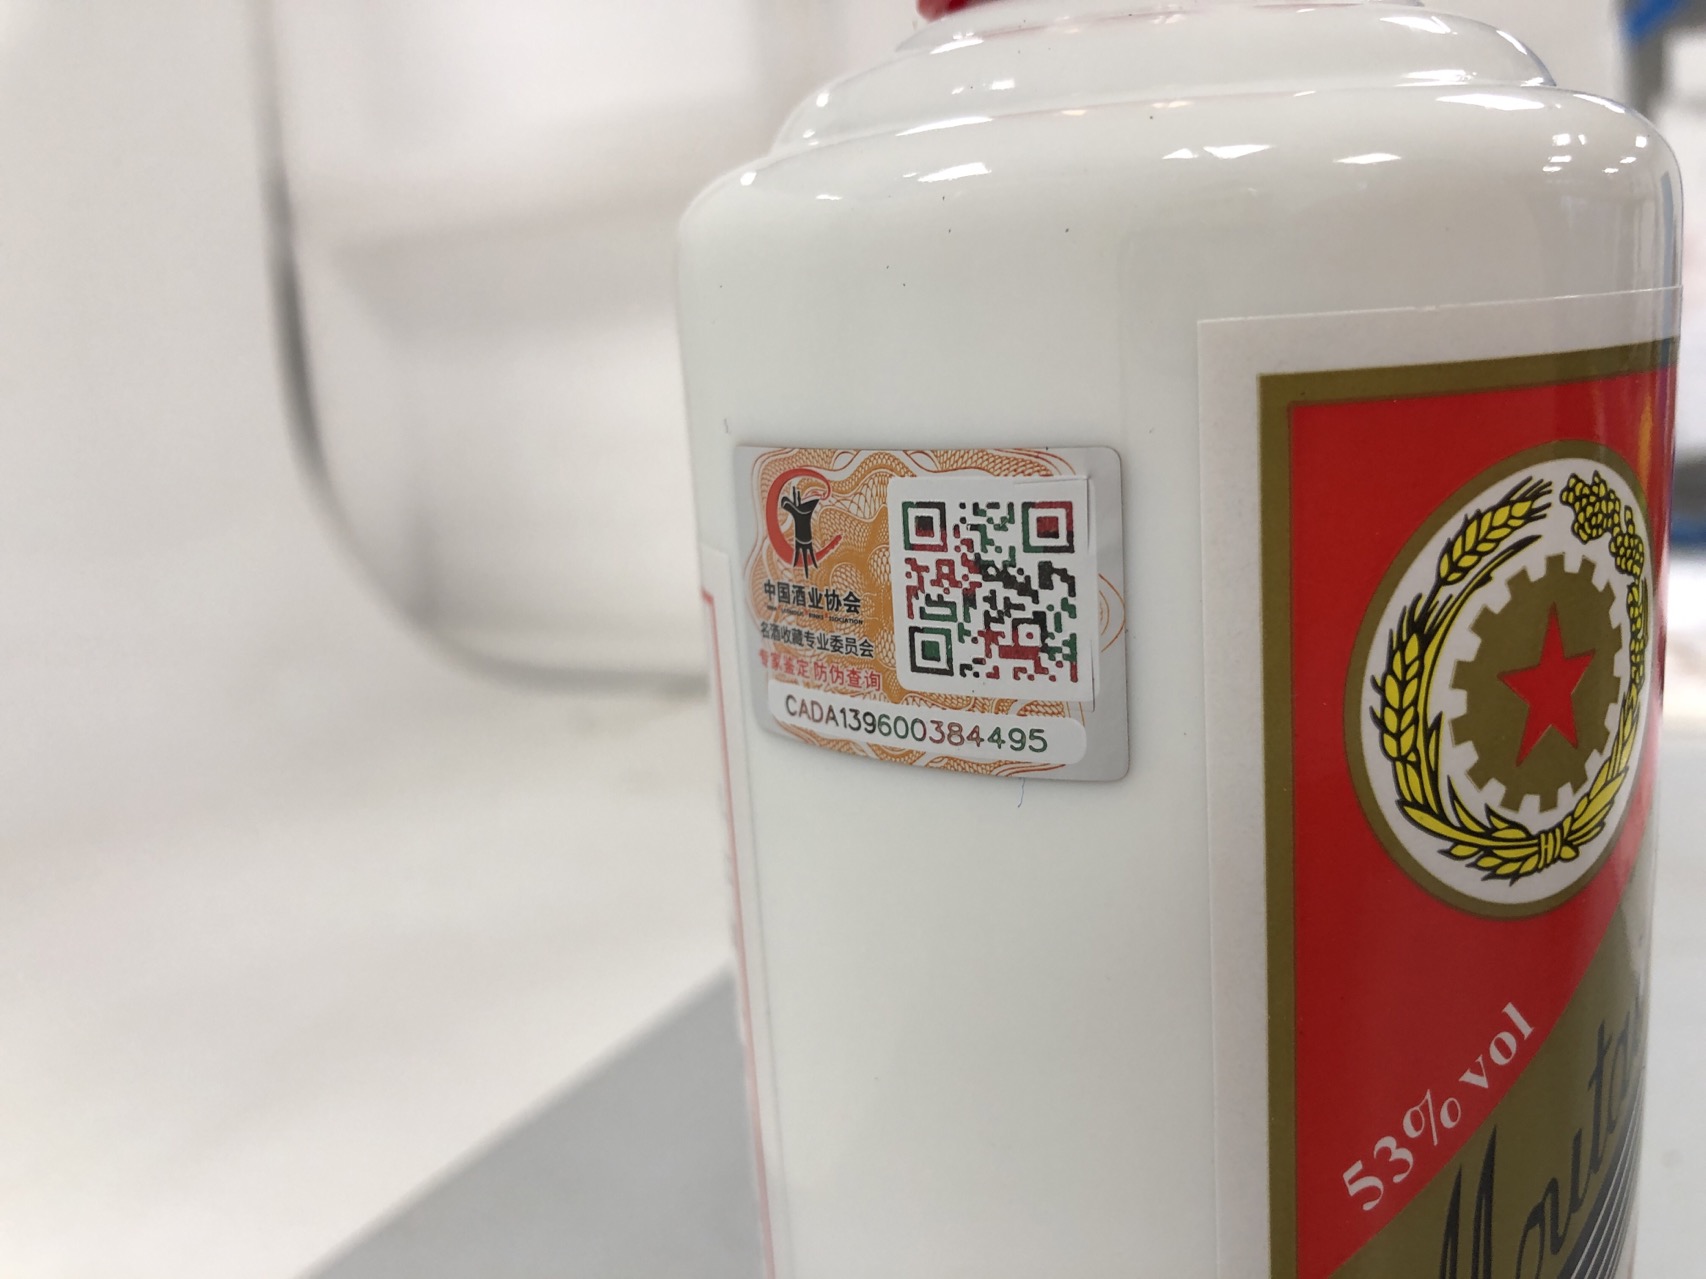 中国酒业协会
名酒收藏专业委员会
专家鉴定 防伪查询
CADA139600384495
53% vol